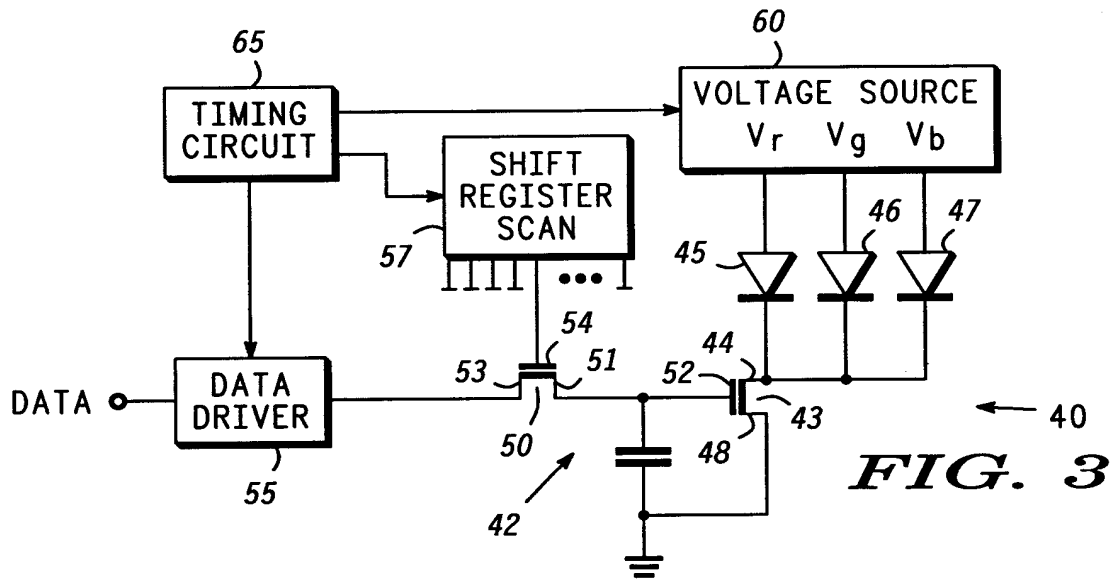 65
TIMING
CIRCUIT
60
VOLTAGE SOURCE
Vr Vg Vb
SHIFT
REGISTER
SCAN
57
45
46
47
54
53
51
50
52
44
43
48
DATA
DATA
DRIVER
55
42
40
FIG. 3